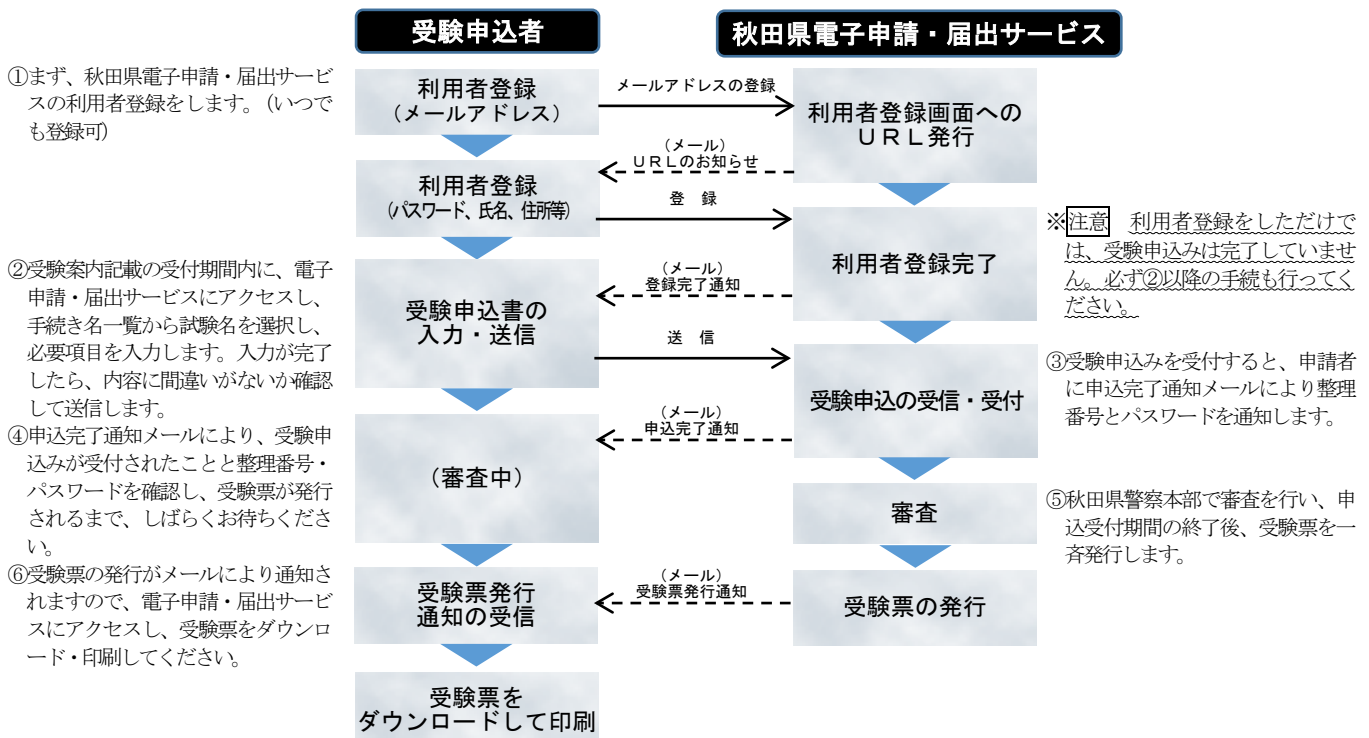 受験申込者
秋田県電子申請・届出サービス
①まず、秋田県電子申請・届出サービ
スの利用者登録をします。（いつで
も登録可）
利用者登録
（メールアドレス）
メールアドレスの登録
利用者登録画面への
ＵＲＬ発行
（メール）
ＵＲＬのお知らせ
利用者登録
（パスワード、氏名、住所等）
登　録
利用者登録完了
※注意　利用者登録をしただけで
は、受験申込みは完了していませ
ん。必ず②以降の手続も行ってく
ださい。
②受験案内記載の受付期間内に、電子
申請・届出サービスにアクセスし、
手続き名一覧から試験名を選択し、
必要項目を入力します。入力が完了
したら、内容に間違いがないか確認
して送信します。
（メール）
登録完了通知
受験申込書の
入力・送信
送　信
受験申込の受信・受付
③受験申込みを受付すると、申請者
に申込完了通知メールにより整理
番号とパスワードを通知します。
（メール）
申込完了通知
④申込完了通知メールにより、受験申
込みが受付されたことと整理番号・
パスワードを確認し、受験票が発行
されるまで、しばらくお待ちくださ
い。
（審査中）
審査
⑤秋田県警察本部で審査を行い、申
込受付期間の終了後、受験票を一
斉発行します。
⑥受験票の発行がメールにより通知さ
れますので、電子申請・届出サービ
スにアクセスし、受験票をダウンロ
ード・印刷してください。
受験票発行
通知の受信
（メール）
受験票発行通知
受験票の発行
受験票を
ダウンロードして印刷